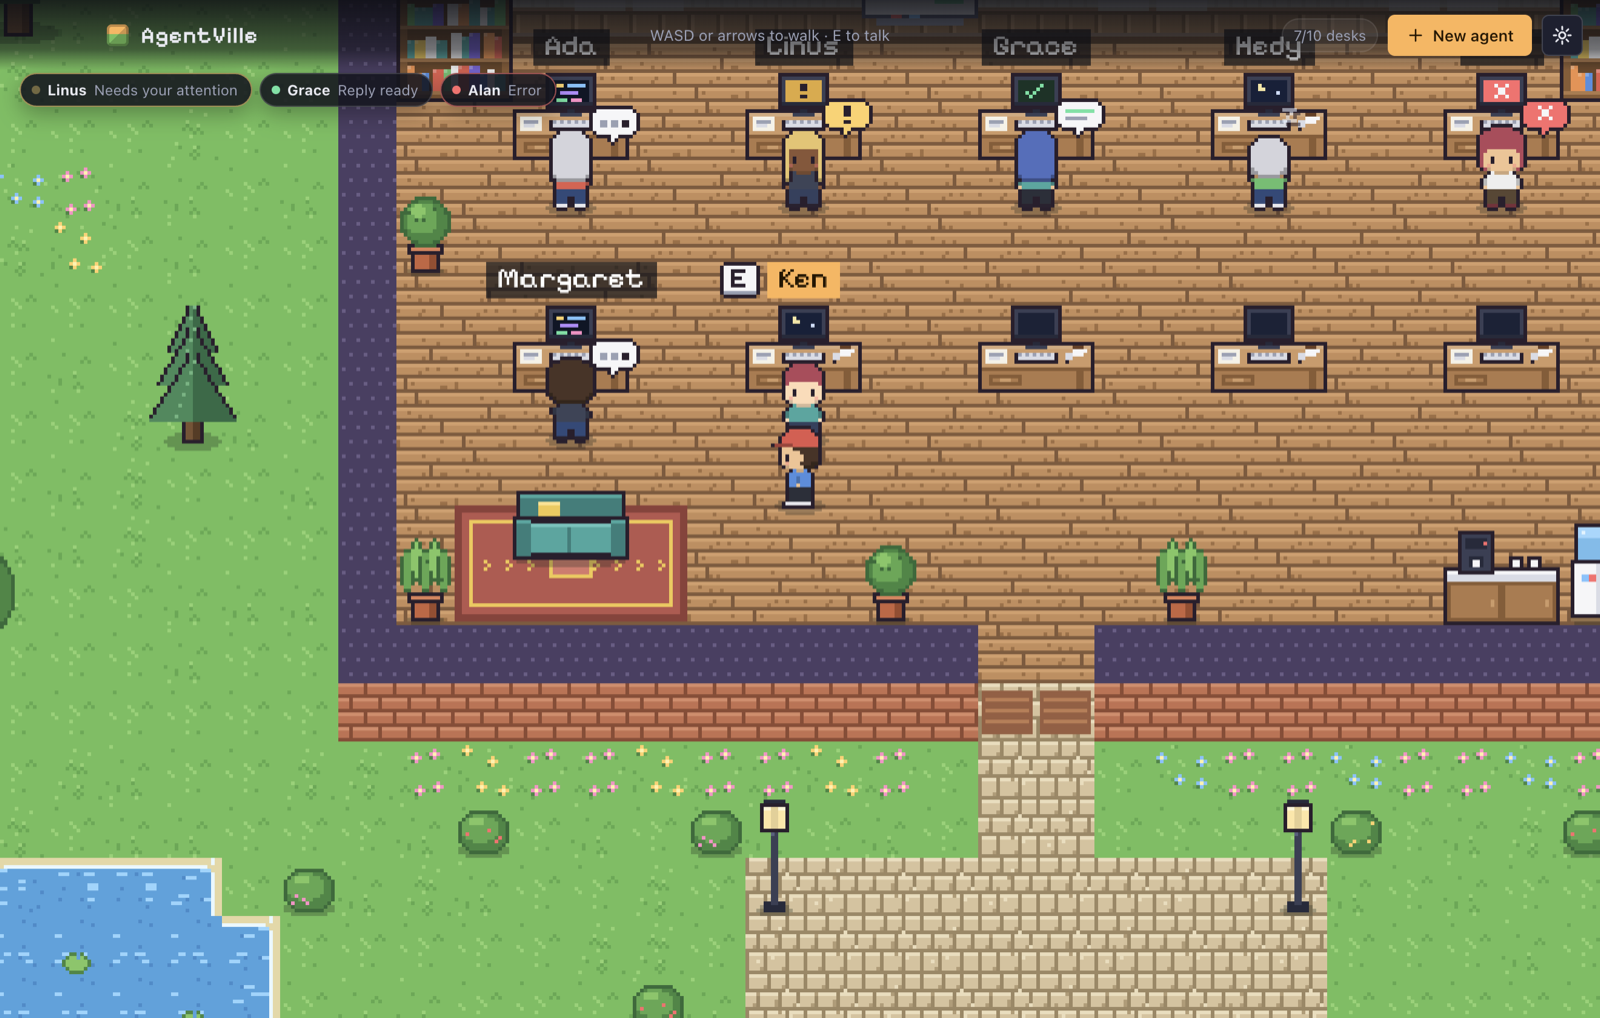 AgentVille
WASD or arrows to walk · E to talk
7/10 desks
+ New agent
Linus Needs your attention
Grace Reply ready
Alan Error
Ada
Linus
Grace
Hedy
Margaret
E
Ken